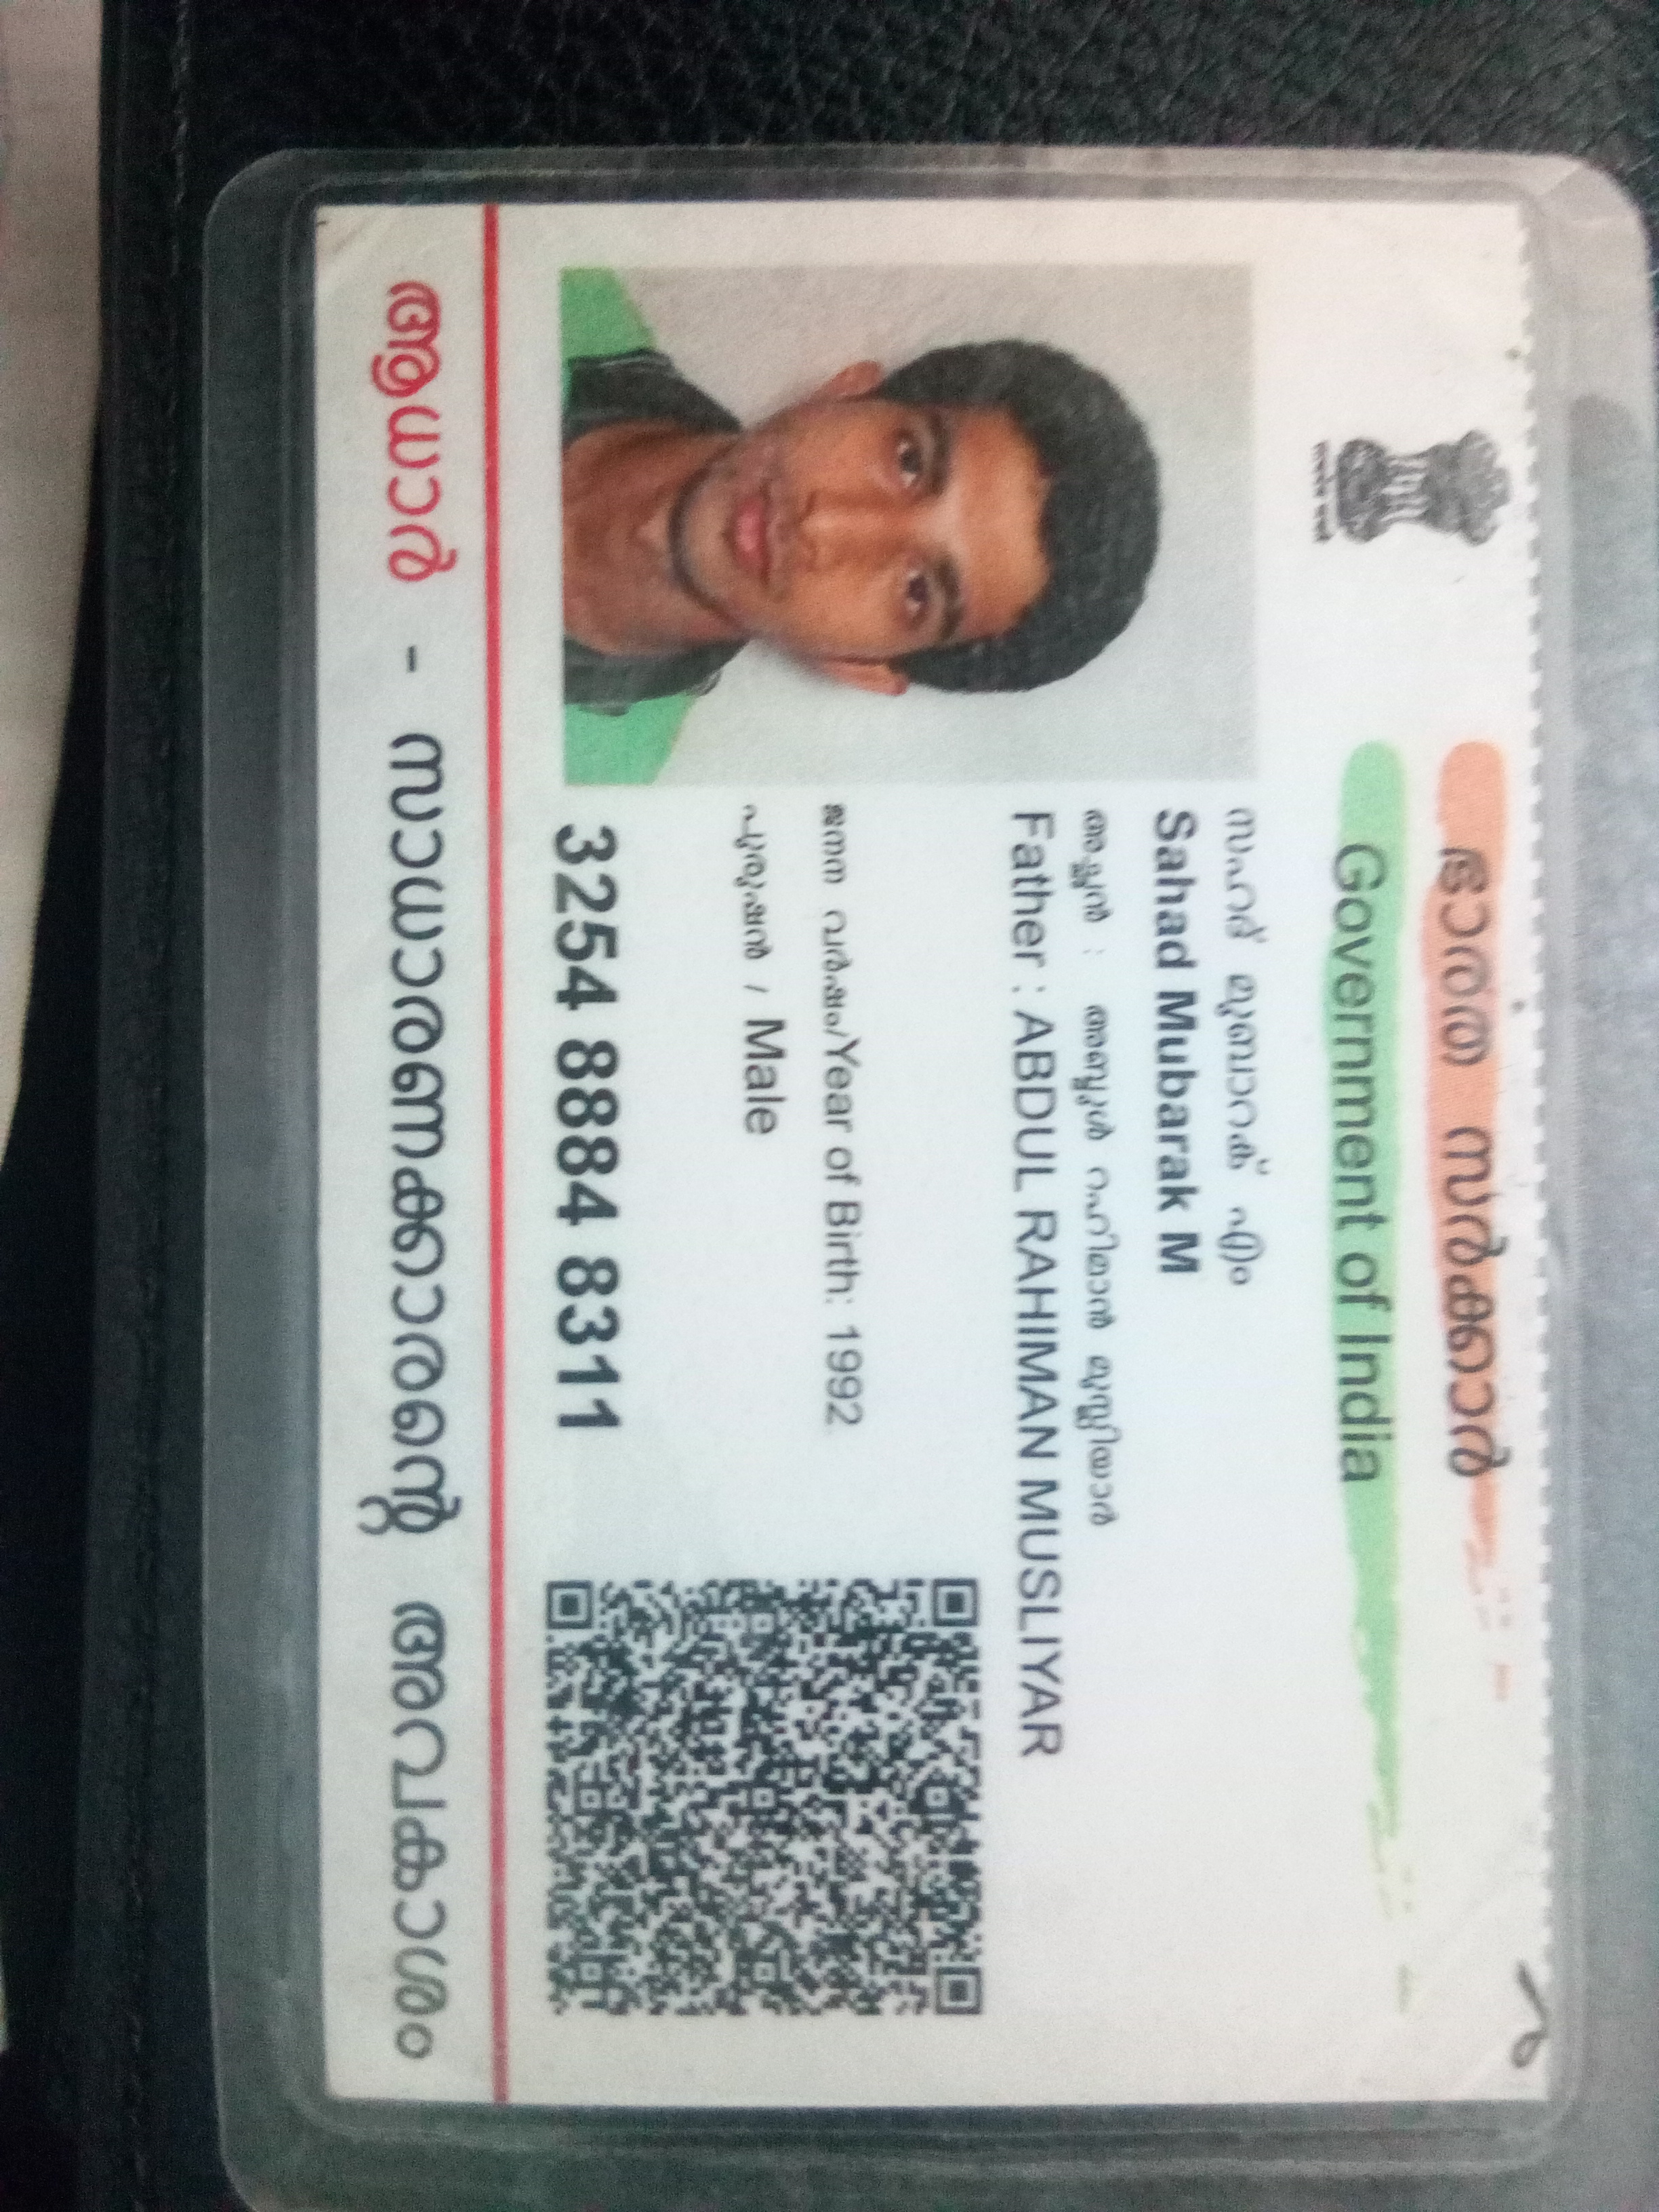 ഭാരത സർക്കാർ
Government of India
സഹദ് മുബാറക് എം
Sahad Mubarak M
അച്ഛൻ : അബ്ദുൾ റഹിമാൻ മുസ്ലിയാർ
Father : ABDUL RAHIMAN MUSLIYAR
ജനന വർഷം/Year of Birth: 1992
പുരുഷൻ / Male
3254 8884 8311
ആധാർ - സാധാരണക്കാരന്റെ അവകാശം